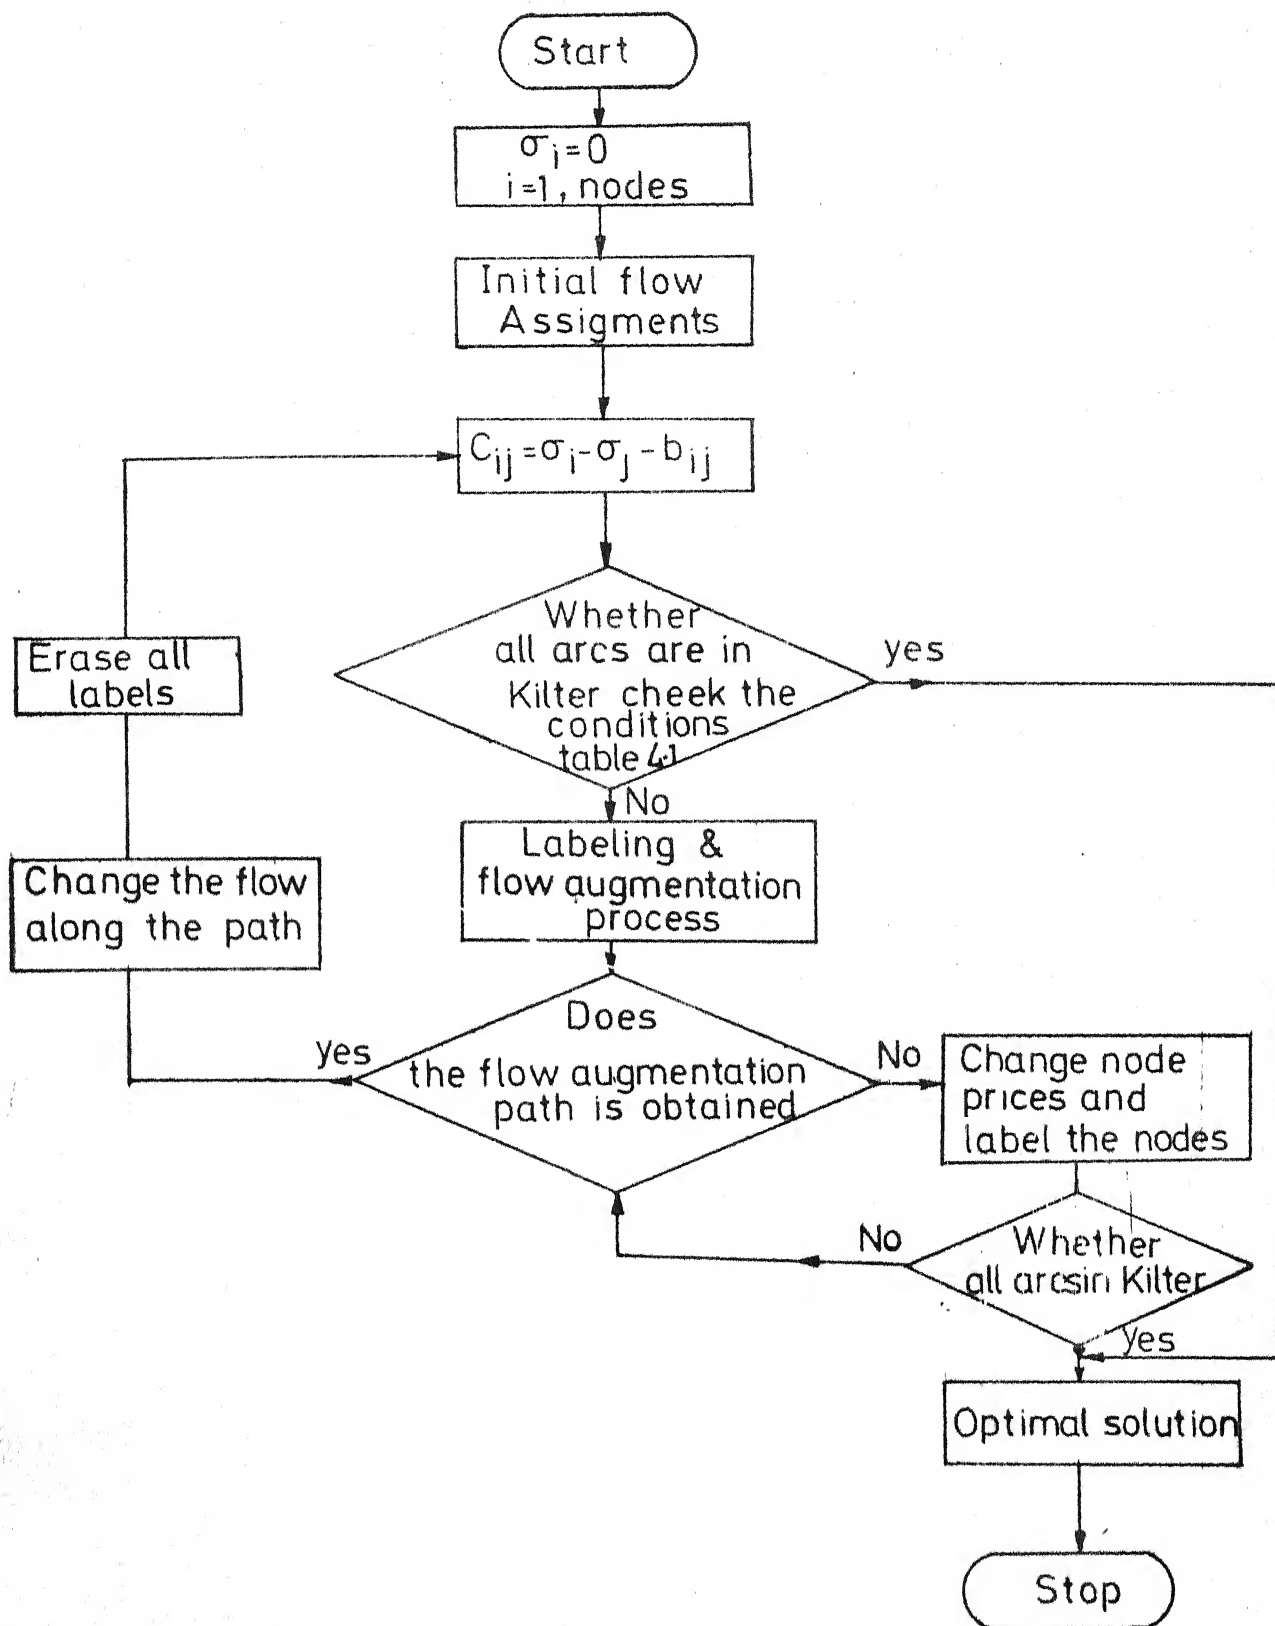 Start
σi=0
i=1, nodes
Initial flow
Assigments
Cij=σi-σj-bij
Whether
all arcs are in
Kilter cheek the
conditions
table 4.1
yes
No
Erase all
labels
Labeling &
flow augmentation
process
Change the flow
along the path
Does
the flow augmentation
path is obtained
yes
No
Change node
prices and
label the nodes
No
Whether
all arcsin Kilter
yes
Optimal solution
Stop